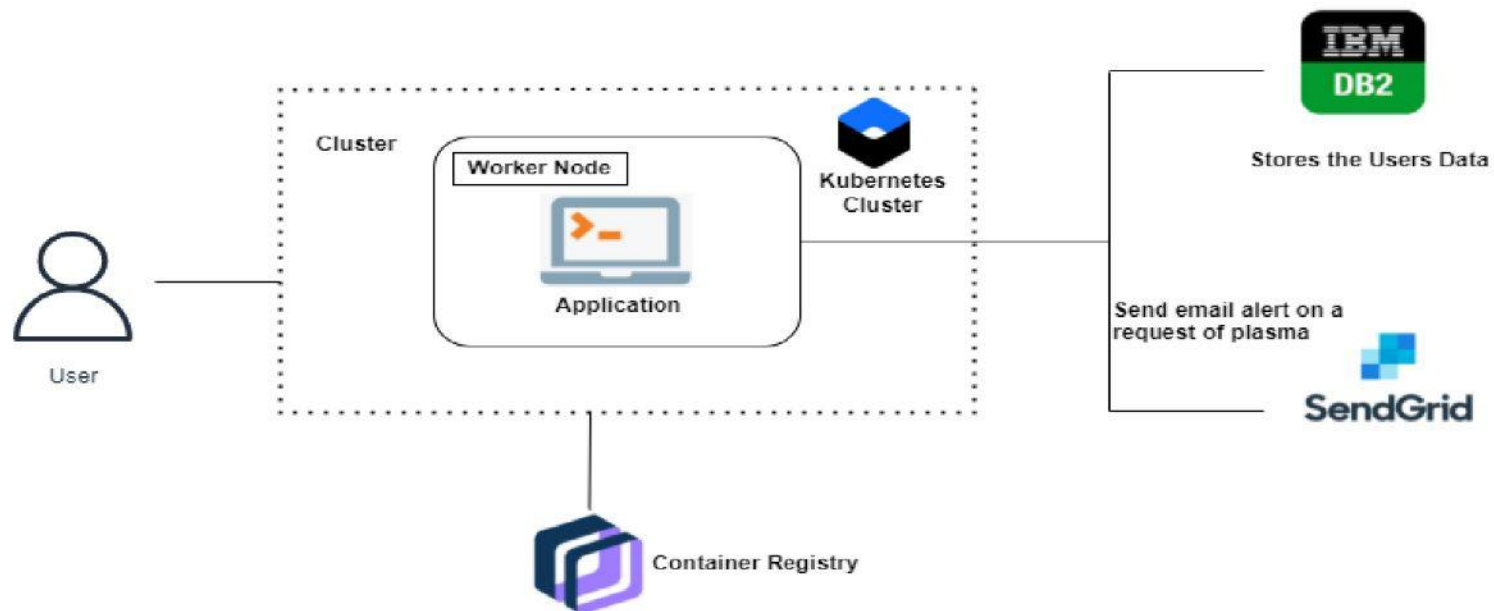 IBM
DB2
Stores the Users Data
Cluster
Worker Node
Application
Kubernetes
Cluster
User
Send email alert on a
request of plasma
SendGrid
Container Registry